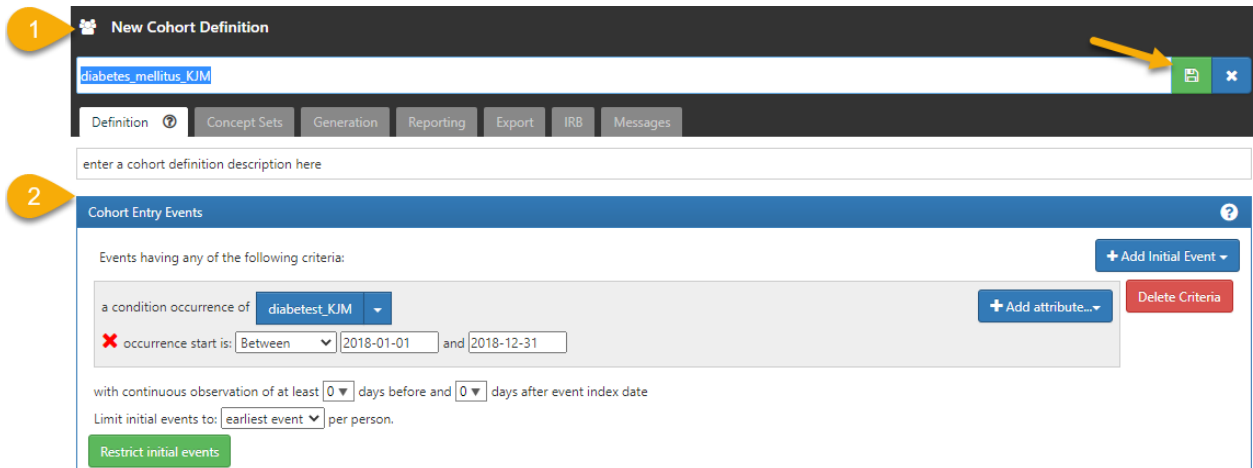 1
New Cohort Definition
diabetes_mellitus_KJM
Definition Concept Sets Generation Reporting Export IRB Messages
enter a cohort definition description here
2
Cohort Entry Events
Events having any of the following criteria:
+ Add Initial Event
a condition occurrence of diabetest_KJM + Add attribute... Delete Criteria
occurrence start is: Between 2018-01-01 and 2018-12-31
with continuous observation of at least 0 days before and 0 days after event index date
Limit initial events to: earliest event per person.
Restrict initial events